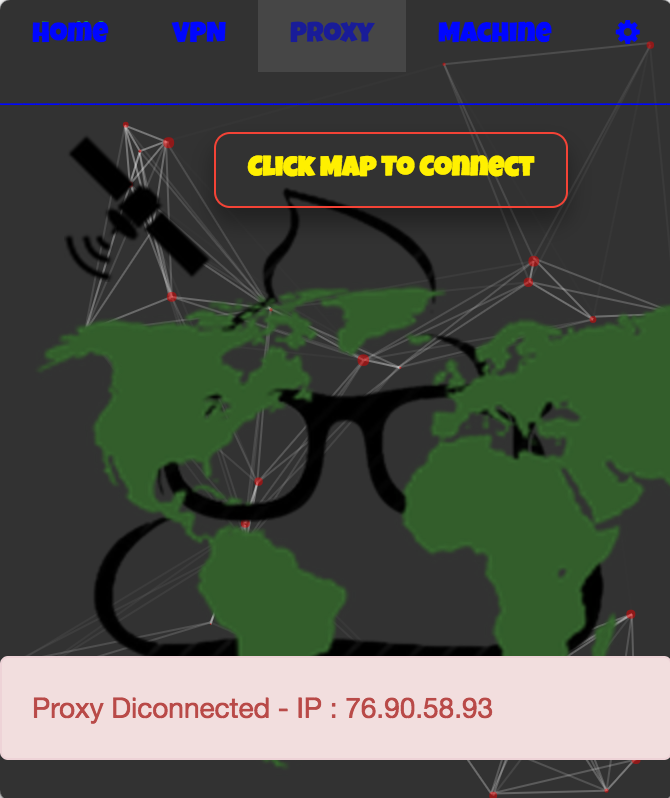 Home VPN PROXY MACHINE
CLICK MAP TO CONNECT
Proxy Diconnected - IP : 76.90.58.93